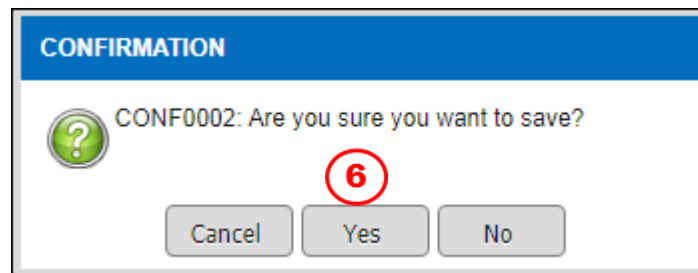 CONFIRMATION
CONF0002: Are you sure you want to save?
6
Cancel Yes No